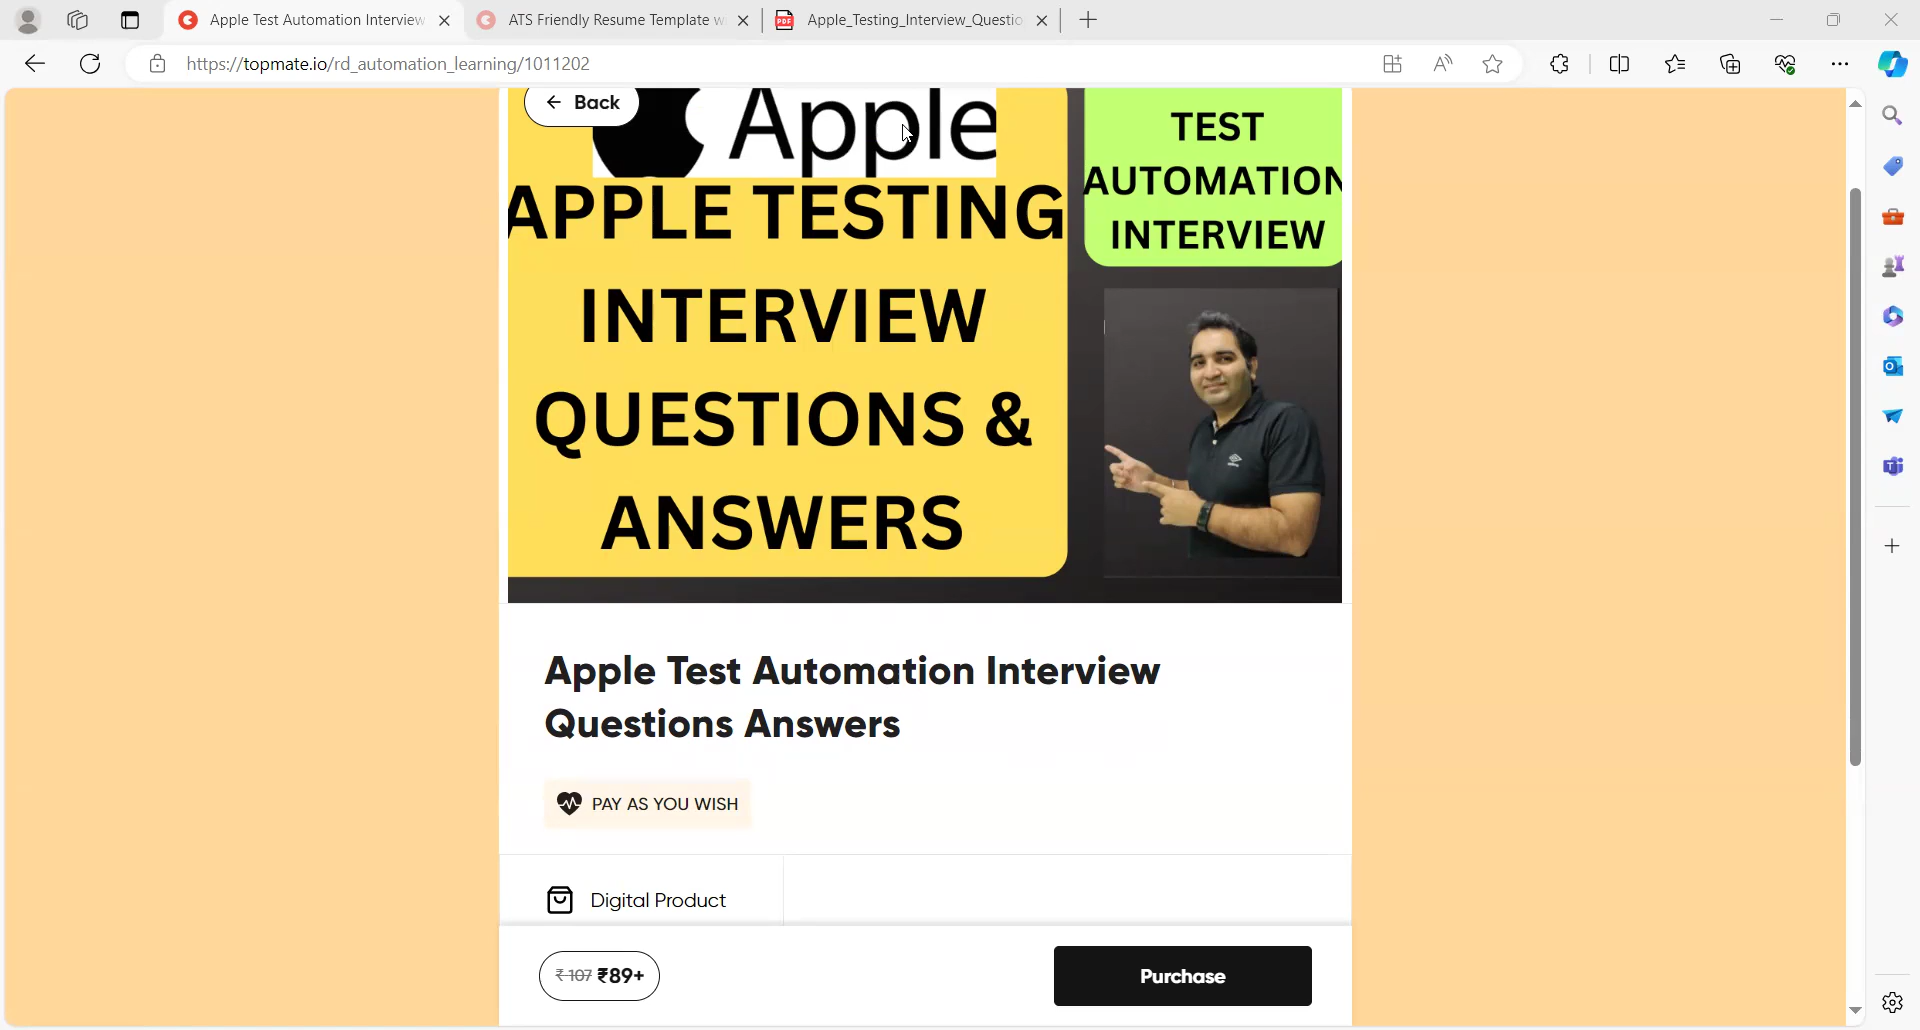 Apple Test Automation Interview
ATS Friendly Resume Template w
Apple_Testing_Interview_Questio
https://topmate.io/rd_automation_learning/1011202
Back
Apple
APPLE TESTING
INTERVIEW
QUESTIONS &
ANSWERS
TEST
AUTOMATION
INTERVIEW
Apple Test Automation Interview
Questions Answers
PAY AS YOU WISH
Digital Product
₹ 107 ₹89+
Purchase